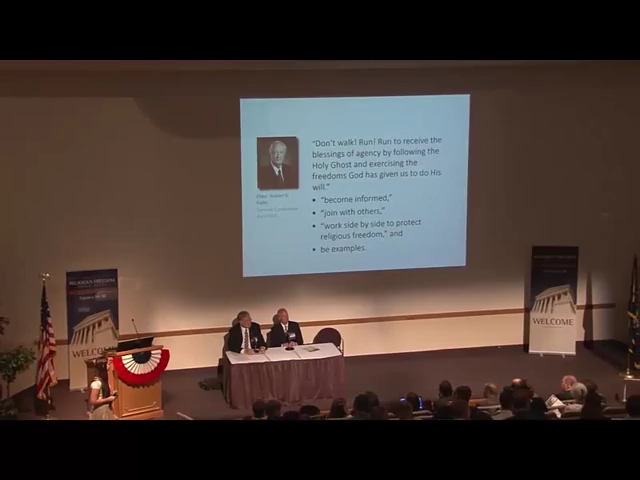 "Don't walk! Run! Run to receive the
blessings of agency by following the
Holy Ghost and exercising the
freedoms God has given us to do His
will."
• "become informed,"
• "join with others,"
• "work side by side to protect
religious freedom," and
• be examples.
RELIGIOUS FREEDOM
WELCOME
WELCOME